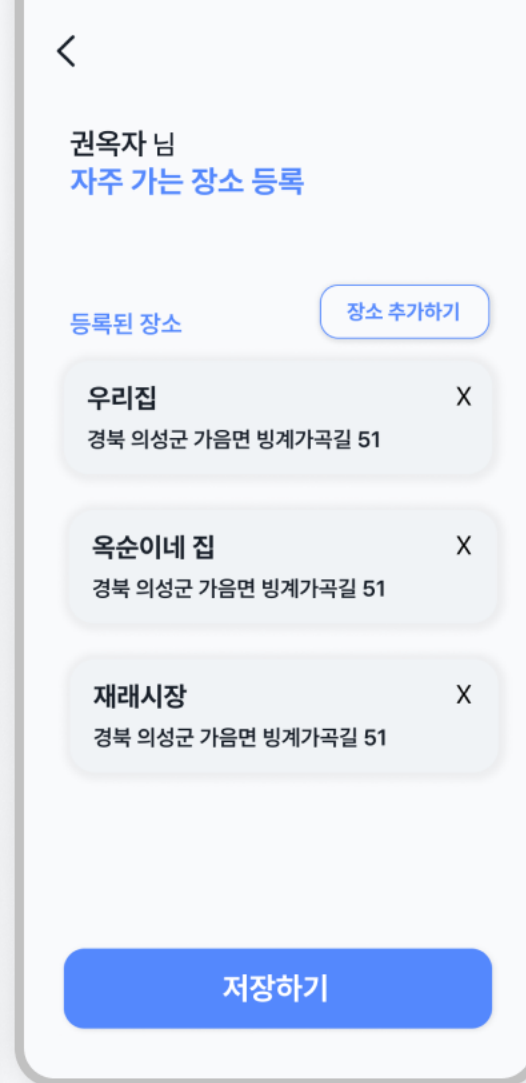 권옥자 님
자주 가는 장소 등록
등록된 장소
장소 추가하기
우리집
X
경북 의성군 가음면 빙계가곡길 51
옥순이네 집
X
경북 의성군 가음면 빙계가곡길 51
재래시장
X
경북 의성군 가음면 빙계가곡길 51
저장하기